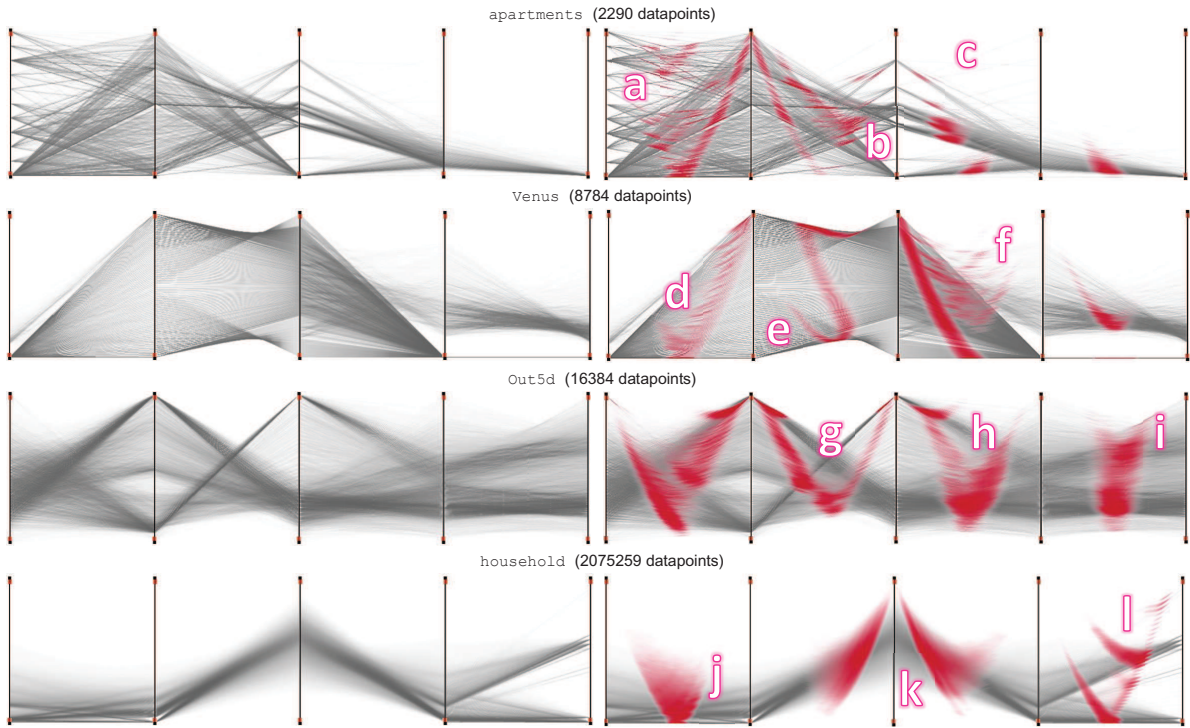 apartments (2290 datapoints)
a
b
c
Venus (8784 datapoints)
d
e
f
Out5d (16384 datapoints)
g
h
i
household (2075259 datapoints)
j
k
l